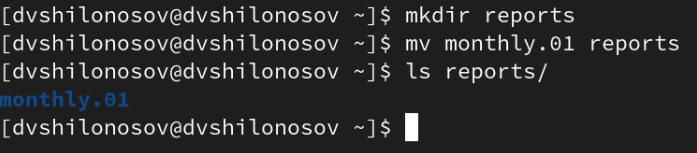 [dvshilonosov@dvshilonosov ~]$ mkdir reports
[dvshilonosov@dvshilonosov ~]$ mv monthly.01 reports
[dvshilonosov@dvshilonosov ~]$ ls reports/
monthly.01
[dvshilonosov@dvshilonosov ~]$